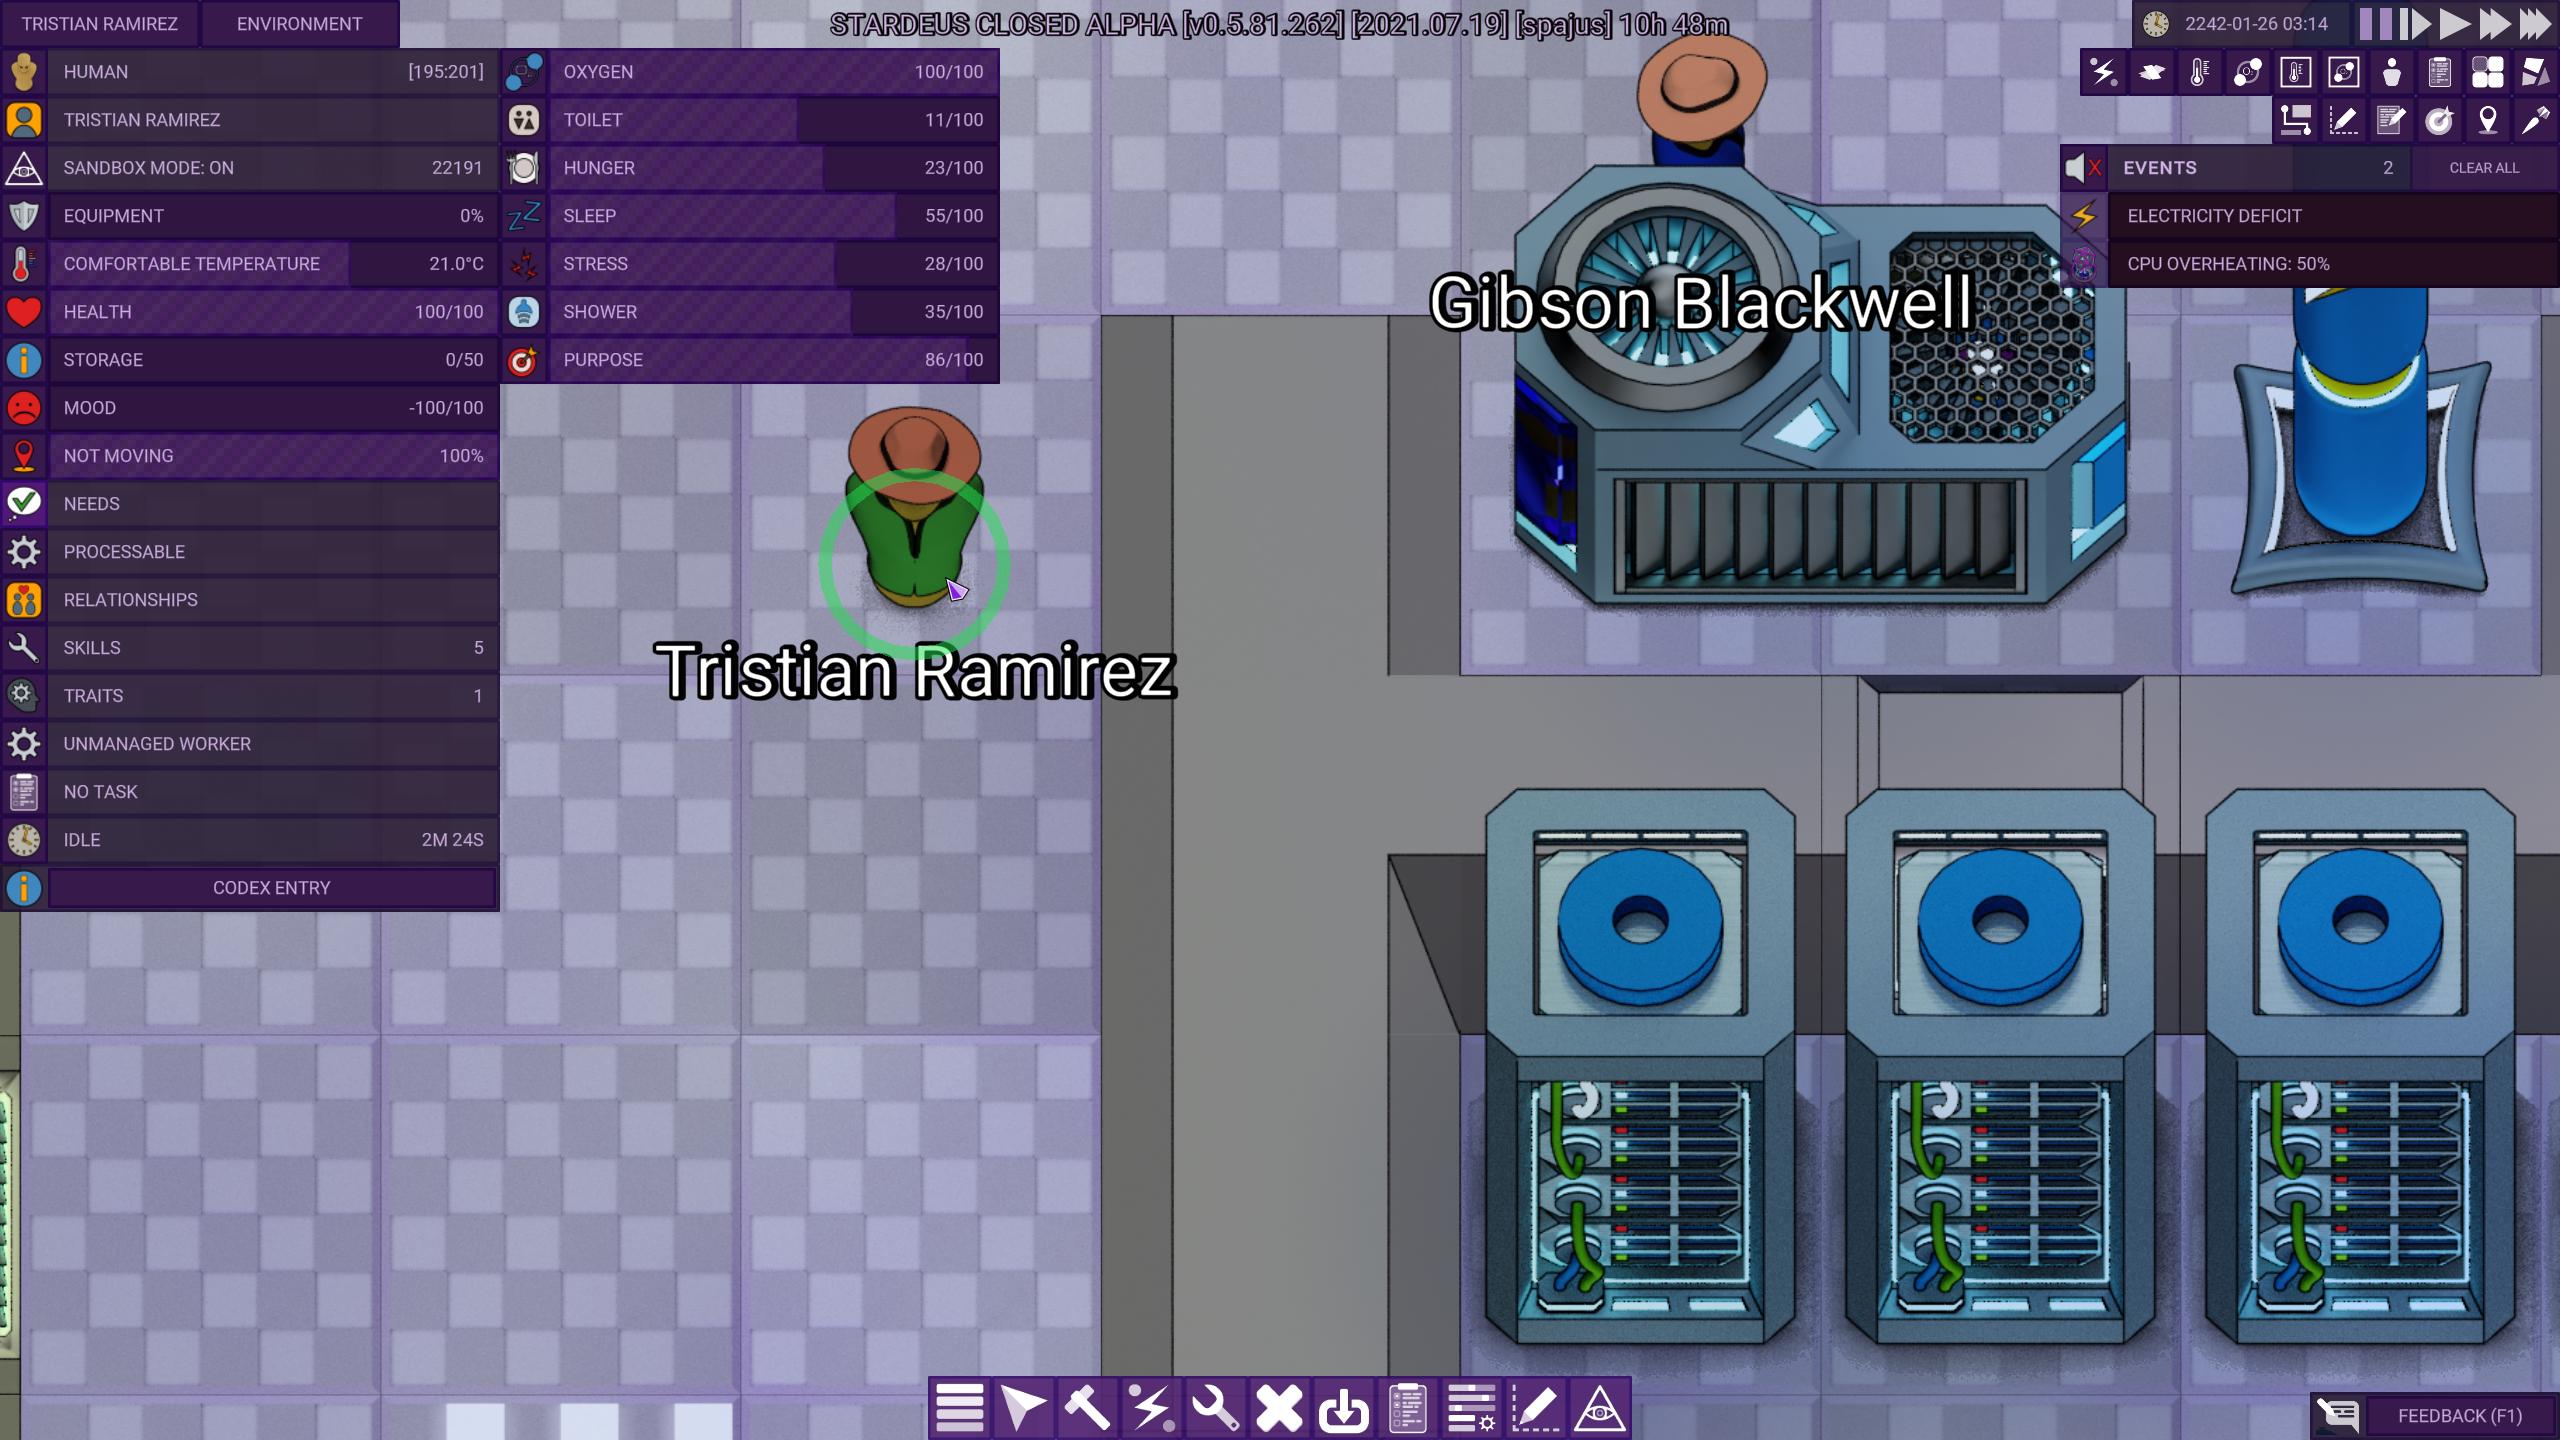 TRISTIAN RAMIREZ ENVIRONMENT
STARDEUS CLOSED ALPHA [v0.5.81.262] [2021.07.19] [spajus] 10h 48m
2242-01-26 03:14
HUMAN [195:201]
TRISTIAN RAMIREZ
SANDBOX MODE: ON 22191
EQUIPMENT 0%
COMFORTABLE TEMPERATURE 21.0°C
HEALTH 100/100
STORAGE 0/50
MOOD -100/100
NOT MOVING 100%
NEEDS
PROCESSABLE
RELATIONSHIPS
SKILLS 5
TRAITS 1
UNMANAGED WORKER
NO TASK
IDLE 2M 24S
CODEX ENTRY
OXYGEN 100/100
TOILET 11/100
HUNGER 23/100
SLEEP 55/100
STRESS 28/100
SHOWER 35/100
PURPOSE 86/100
EVENTS 2 CLEAR ALL
ELECTRICITY DEFICIT
CPU OVERHEATING: 50%
Gibson Blackwell
Tristian Ramirez
FEEDBACK (F1)